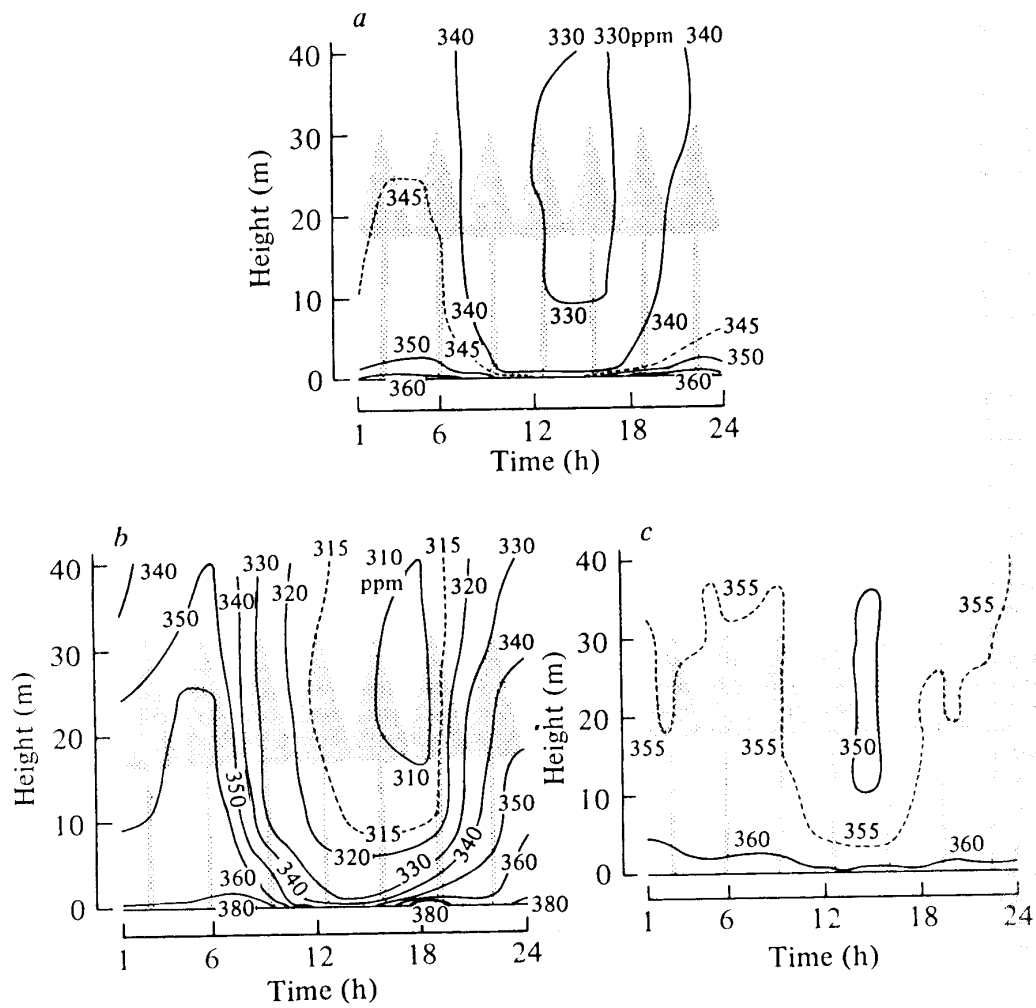 a
340 330 330ppm 340
40
30
Height (m)
345
20
10
340 330 340
350 345 345
350
0 360 360
1 6 12 18 24
Time (h)
b
315 310 315 330
ppm
40 340 330 320
350 340 320
30 340
Height (m)
20
310
350 350
10 315
320 330 340
360 340 360
0 380 380 380
1 6 12 18 24
Time (h)
c
40
355 355
30
Height (m)
20
355 355 350
10
355
360 360
0
1 6 12 18 24
Time (h)